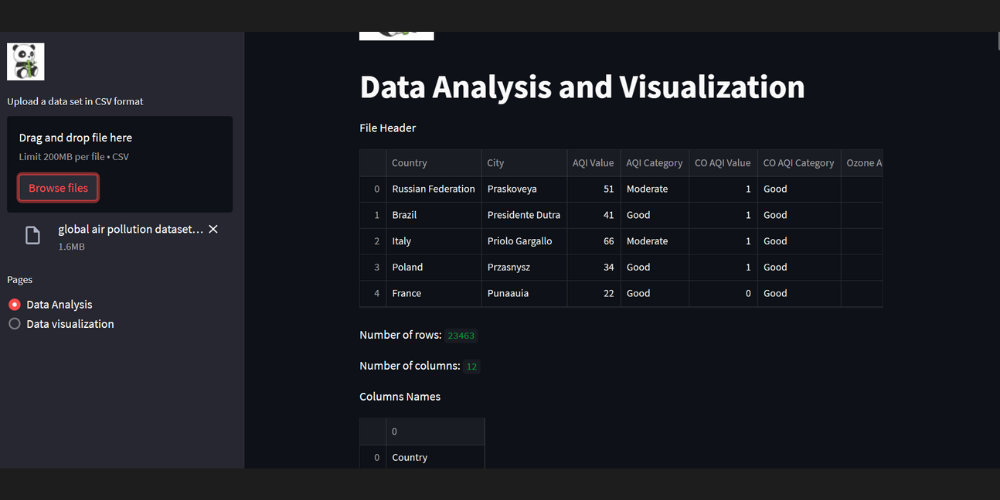 Upload a data set in CSV format
Drag and drop file here
Limit 200MB per file • CSV
Browse files
global air pollution dataset...
1.6MB
Pages
Data Analysis
Data visualization
Data Analysis and Visualization
File Header
Country City AQI Value AQI Category CO AQI Value CO AQI Category Ozone A
0 Russian Federation Praskoveya 51 Moderate 1 Good
1 Brazil Presidente Dutra 41 Good 1 Good
2 Italy Priolo Gargallo 66 Moderate 1 Good
3 Poland Przasnysz 34 Good 1 Good
4 France Punaauia 22 Good 0 Good
Number of rows: 23463
Number of columns: 12
Columns Names
0
0 Country